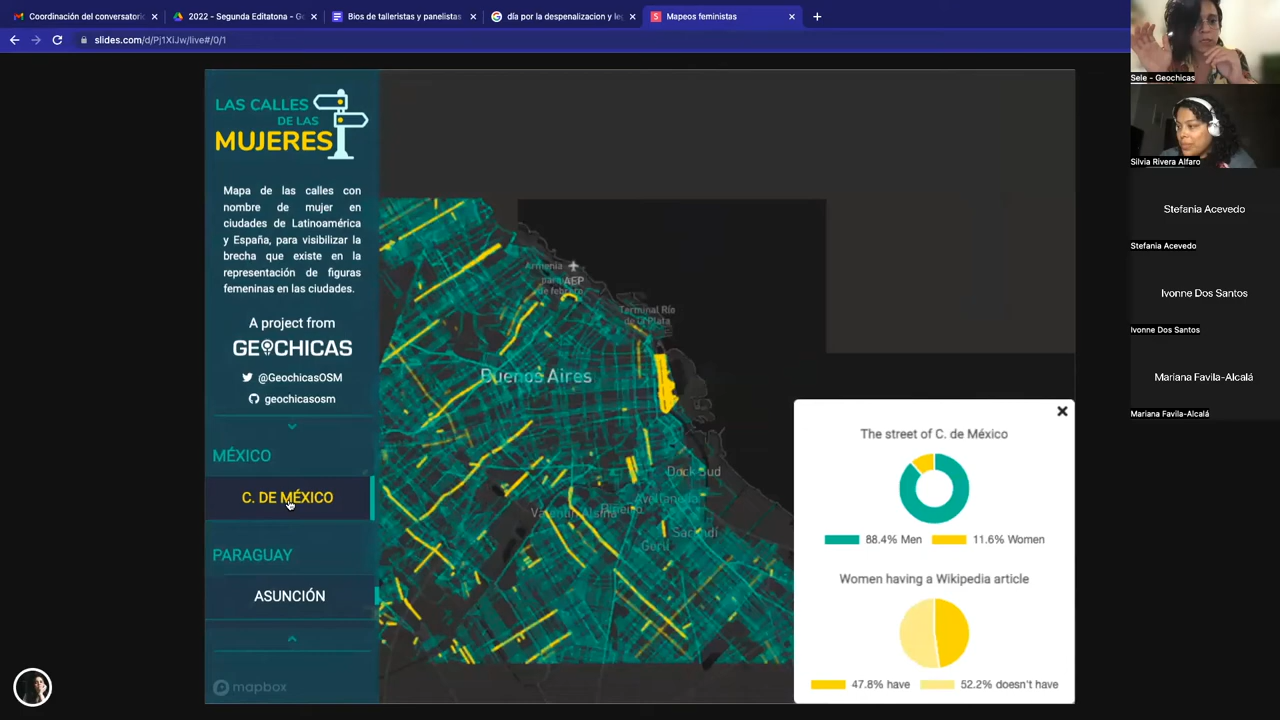 Coordinación del conversatorio
2022 - Segunda Editatona - G
Bios de talleristas y panelistas
día por la despenalizacion y le
Mapeos feministas
slides.com/d/Pj1XiJw/live#/0/1
LAS CALLES
DE LAS
MUJERES
Mapa de las calles con
nombre de mujer en
ciudades de Latinoamérica
y España, para visibilizar la
brecha que existe en la
representación de figuras
femeninas en las ciudades.
A project from
GEOCHICAS
@GeochicasOSM
geochicasosm
MÉXICO
C. DE MÉXICO
PARAGUAY
ASUNCIÓN
mapbox
Armenia
AEP
de febrero
Terminal Río
de la Plata
Buenos Aires
Dock Sud
Avellaneda
Piñeiro
Valentín Alsina
Sarandí
Gerli
The street of C. de México
88.4% Men
11.6% Women
Women having a Wikipedia article
47.8% have
52.2% doesn't have
Sele - Geochicas
Silvia Rivera Alfaro
Stefania Acevedo
Stefania Acevedo
Ivonne Dos Santos
Ivonne Dos Santos
Mariana Favila-Alcalá
Mariana Favila-Alcalá